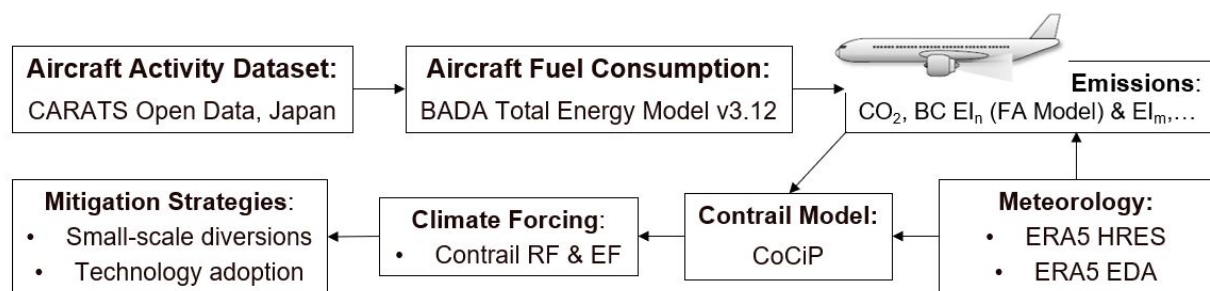 Aircraft Activity Dataset:
CARATS Open Data, Japan
Aircraft Fuel Consumption:
BADA Total Energy Model v3.12
Emissions:
CO₂, BC EIₙ (FA Model) & EIₘ,…
Mitigation Strategies:
• Small-scale diversions
• Technology adoption
Climate Forcing:
• Contrail RF & EF
Contrail Model:
CoCiP
Meteorology:
• ERA5 HRES
• ERA5 EDA